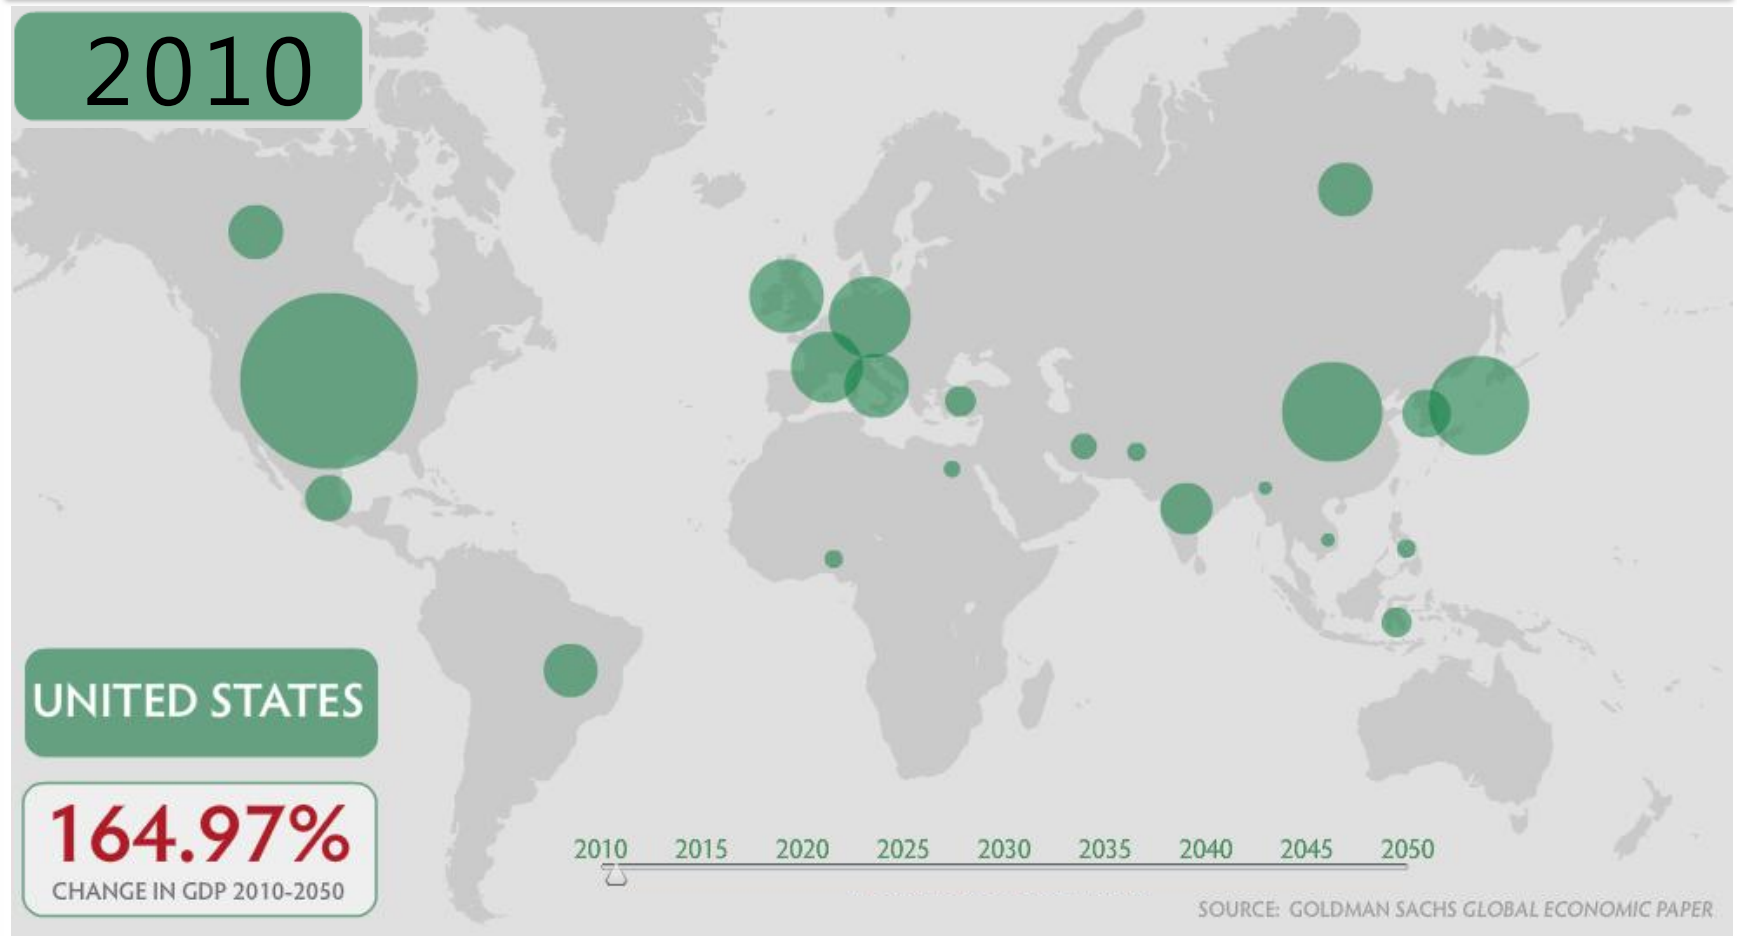 2010
UNITED STATES
164.97%
CHANGE IN GDP 2010-2050
2010 2015 2020 2025 2030 2035 2040 2045 2050
SOURCE: GOLDMAN SACHS GLOBAL ECONOMIC PAPER